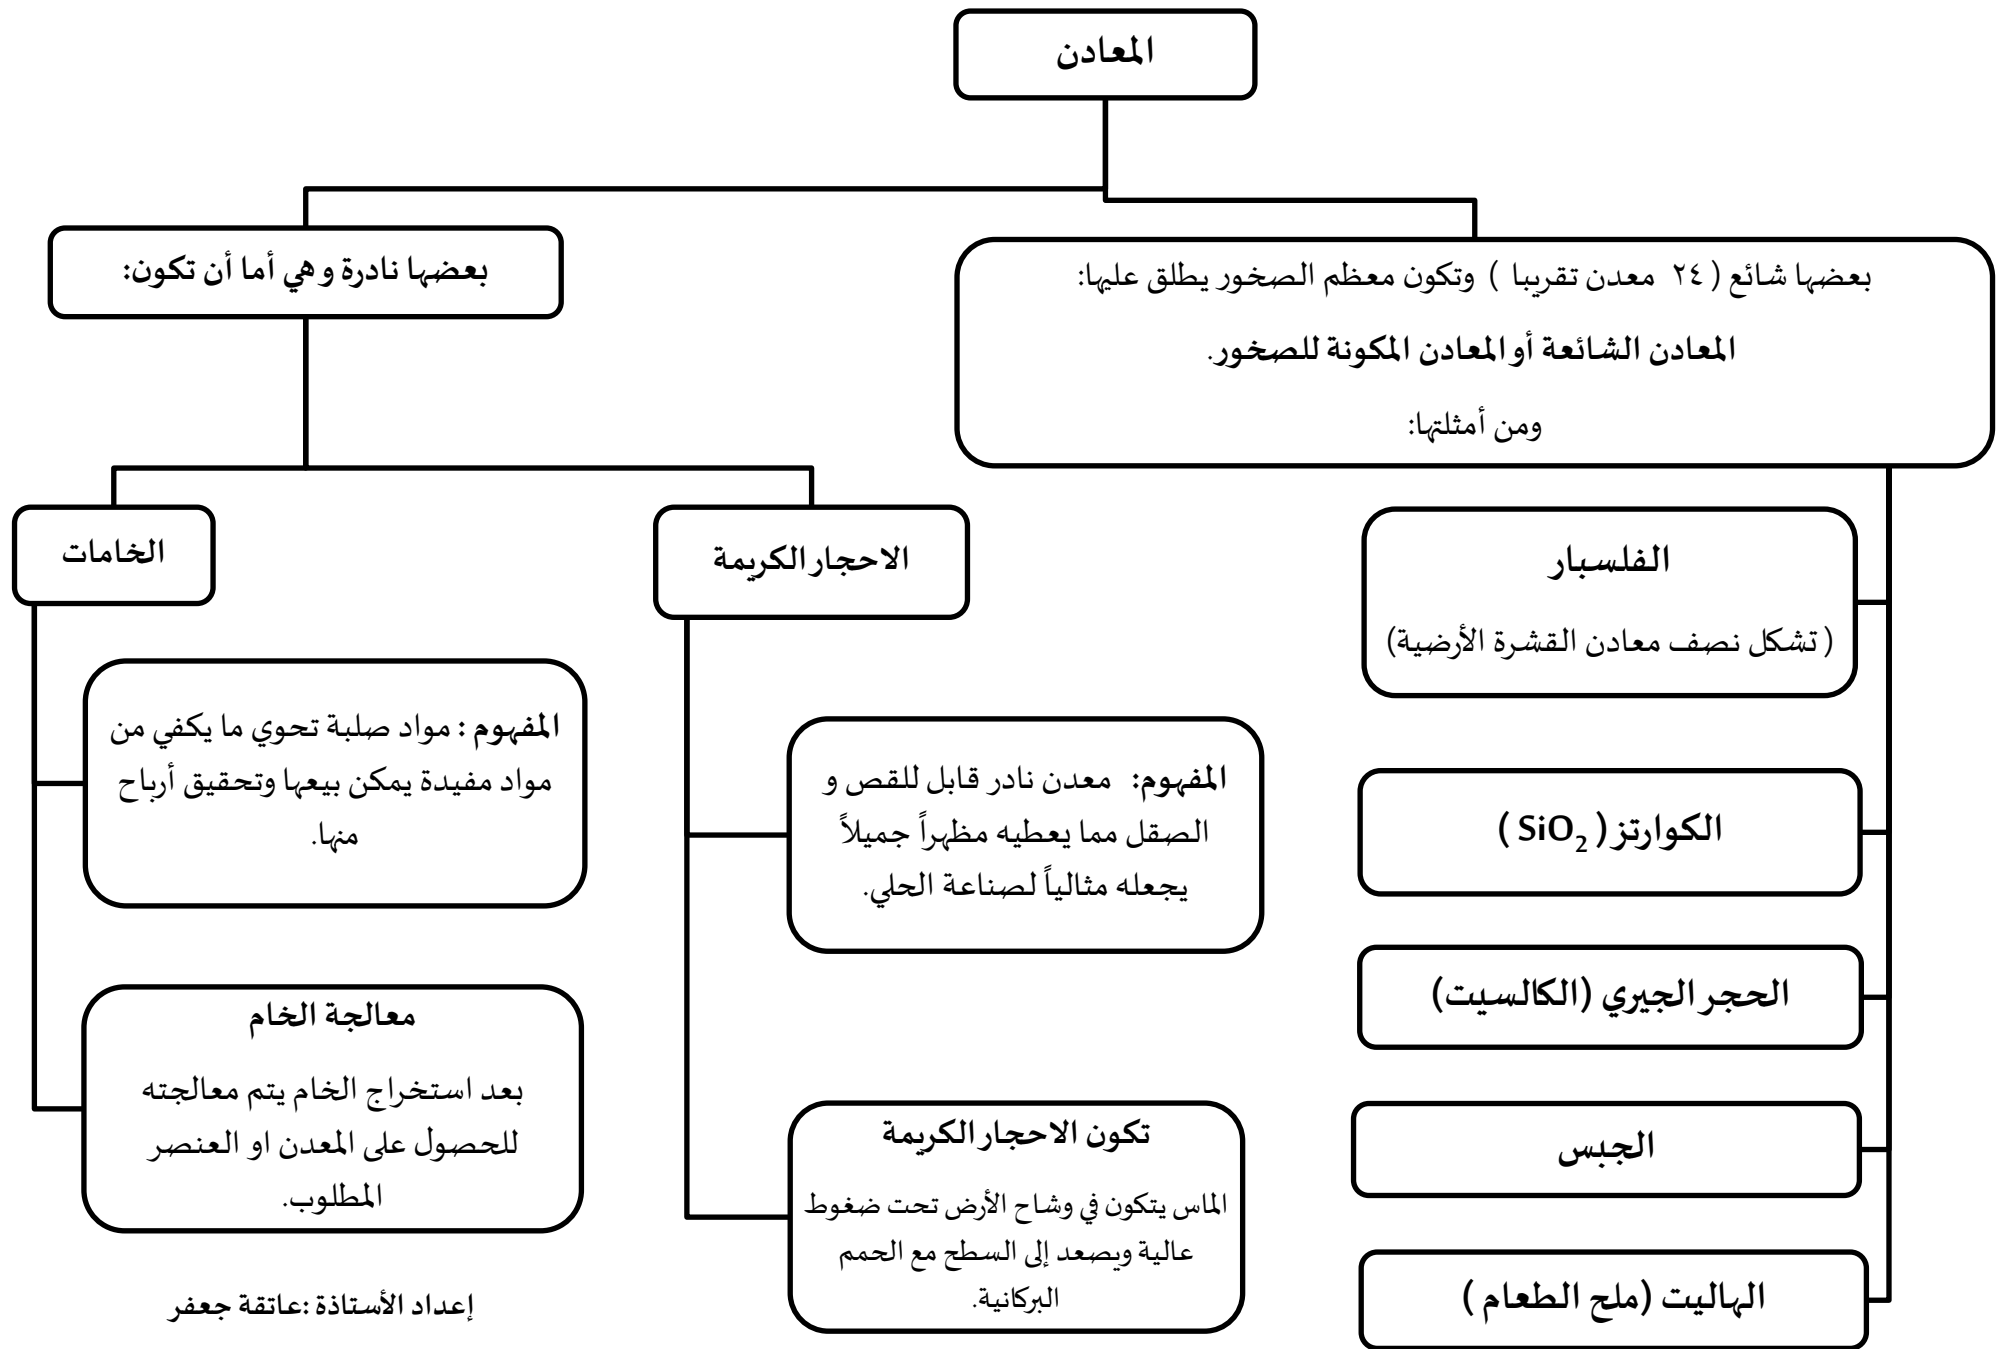 المعادن
بعضها شائع ( ٢٤ معدن تقريبا ) وتكون معظم الصخور يطلق عليها:
المعادن الشائعة أو المعادن المكونة للصخور.
ومن أمثلتها:
الفلسبار
( تشكل نصف معادن القشرة الأرضية)
الكوارتز ( SiO₂ )
الحجر الجيري (الكالسيت)
الجبس
الهاليت (ملح الطعام )
بعضها نادرة وهي أما أن تكون:
الاحجار الكريمة
المفهوم: معدن نادر قابل للقص و
الصقل مما يعطيه مظهراً جميلاً
يجعله مثالياً لصناعة الحلي.
تكون الاحجار الكريمة
الماس يتكون في وشاح الأرض تحت ضغوط
عالية ويصعد إلى السطح مع الحمم
البركانية.
الخامات
المفهوم : مواد صلبة تحوي ما يكفي من
مواد مفيدة يمكن بيعها وتحقيق أرباح
منها.
معالجة الخام
بعد استخراج الخام يتم معالجته
للحصول على المعدن او العنصر
المطلوب.
إعداد الأستاذة :عاتقة جعفر